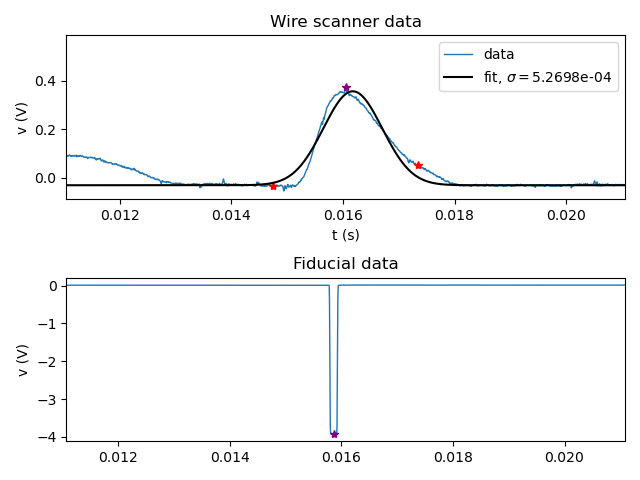 Wire scanner data
data
fit, σ = 5.2698e-04
0.4
0.2
0.0
v (V)
0.012 0.014 0.016 0.018 0.020
t (s)
Fiducial data
0
−1
−2
−3
−4
v (V)
0.012 0.014 0.016 0.018 0.020